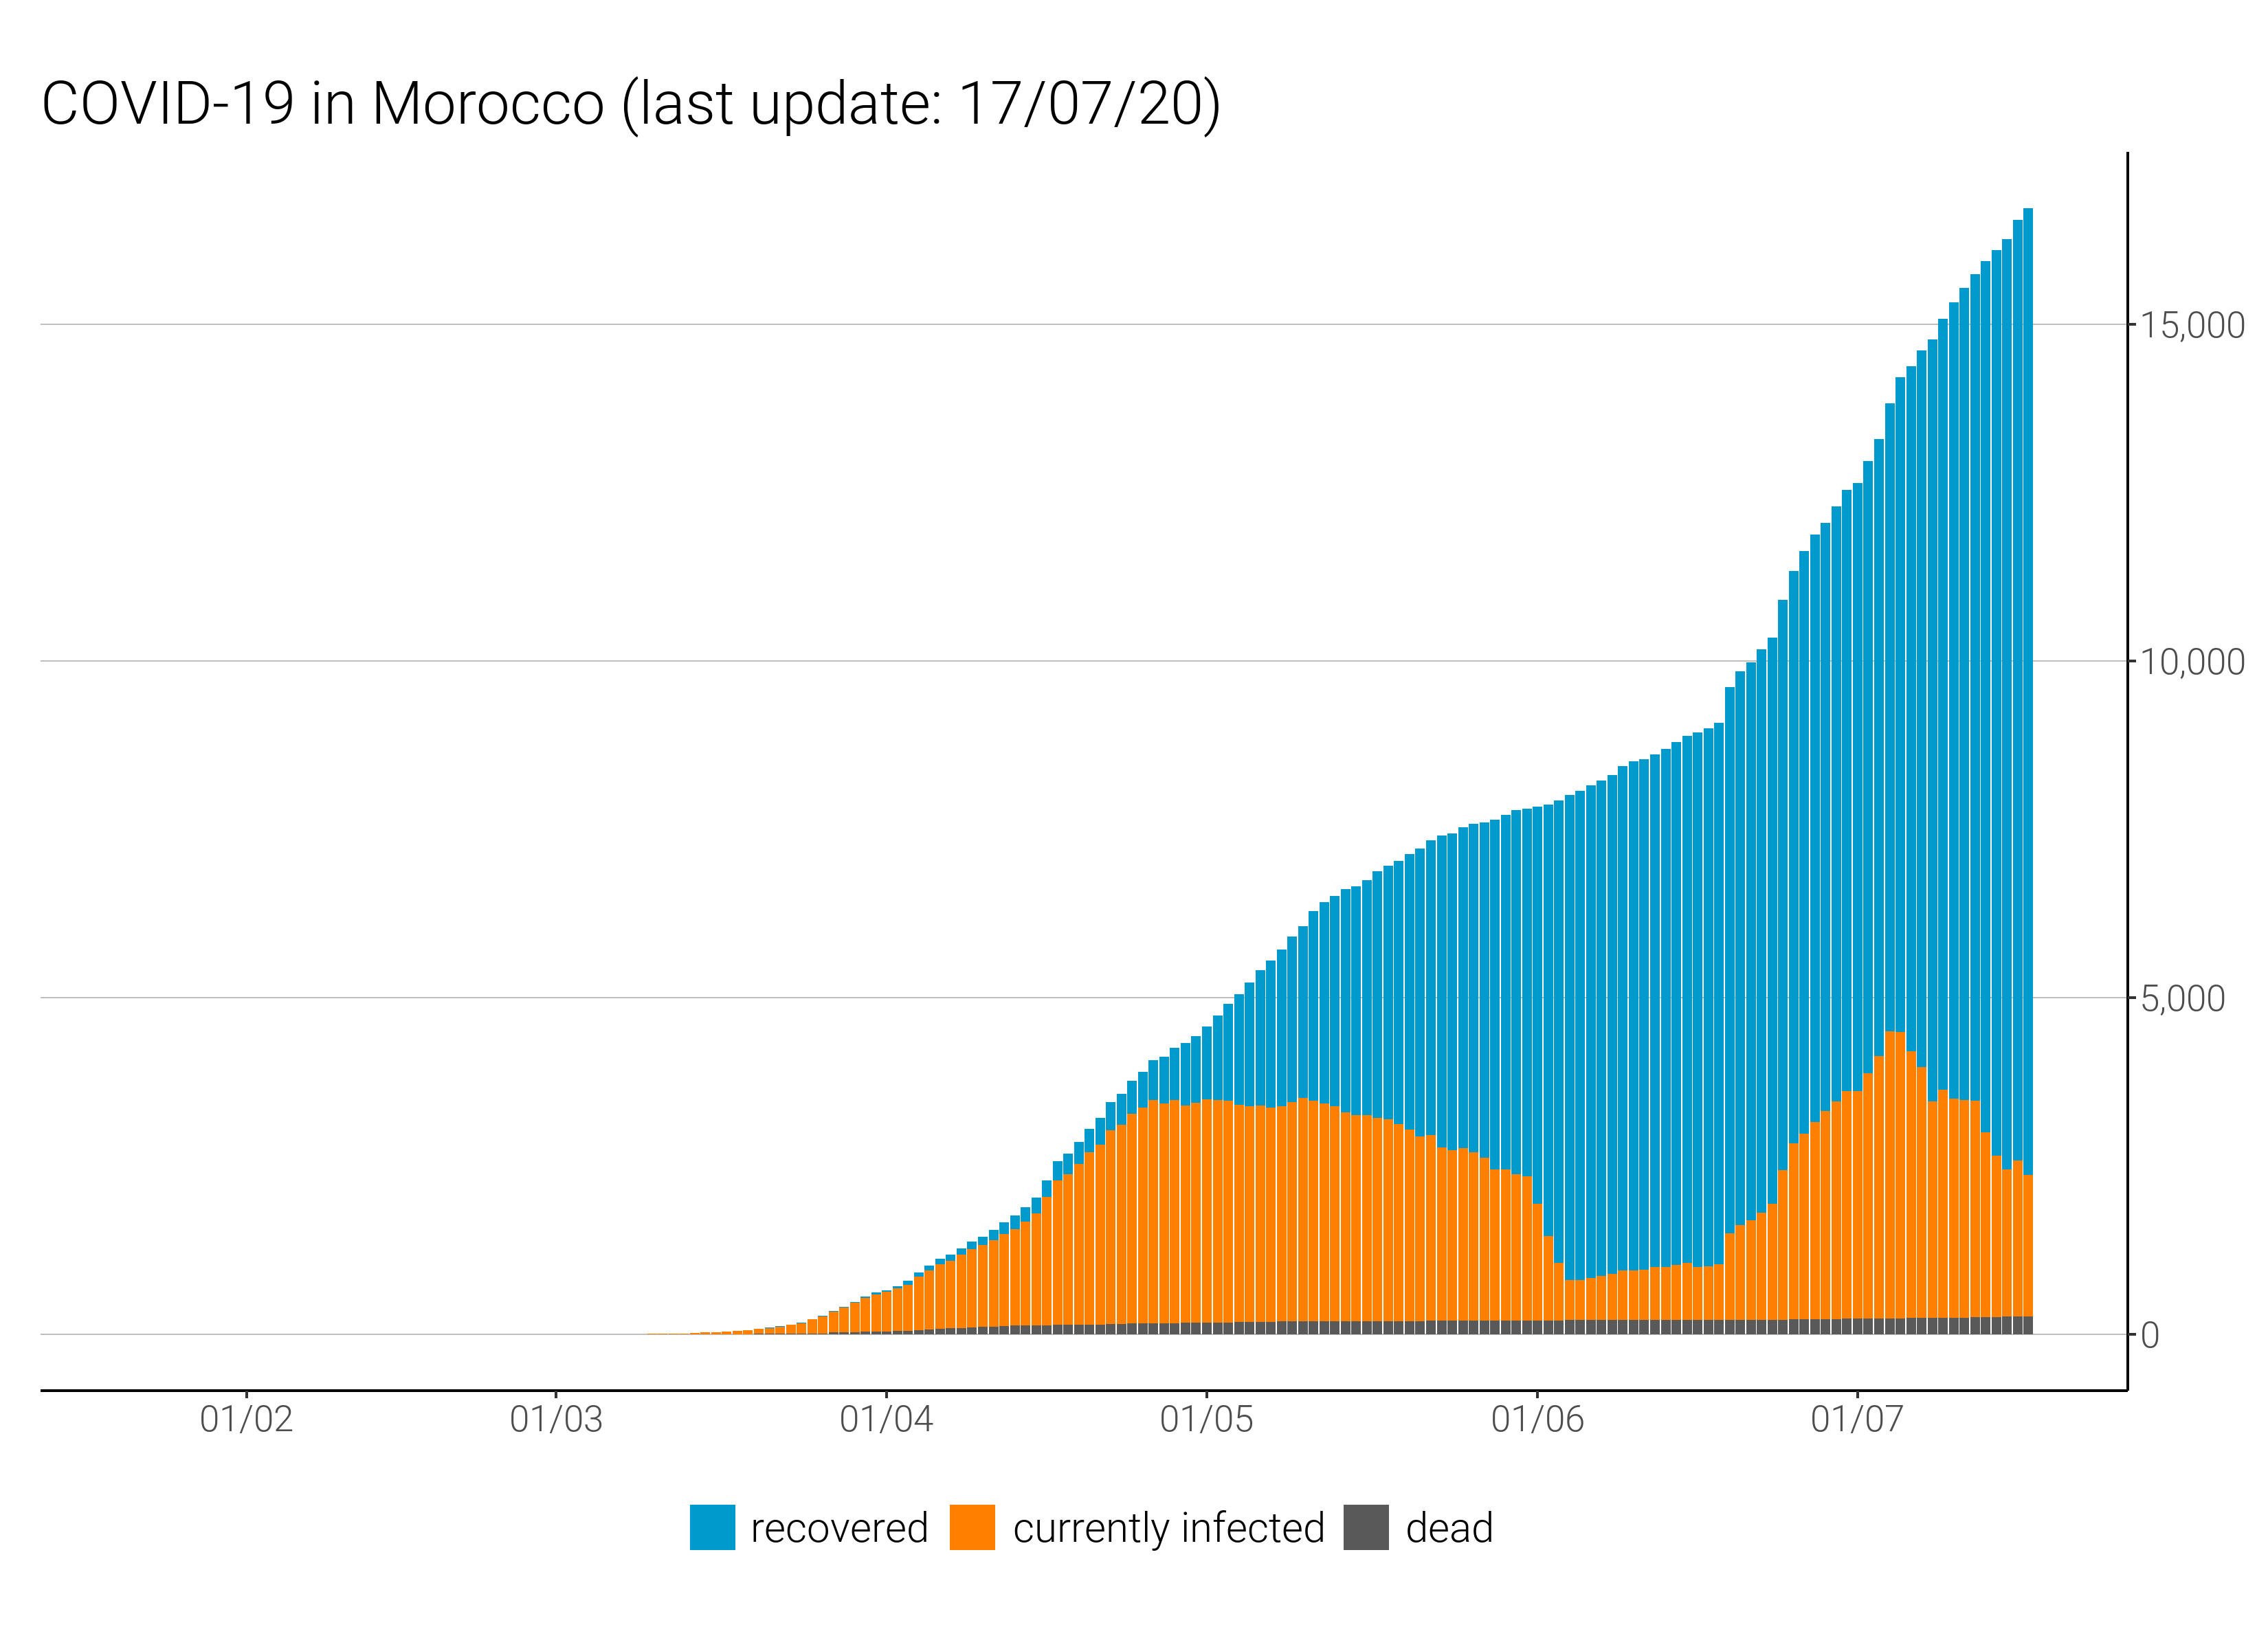 COVID-19 in Morocco (last update: 17/07/20)
15,000
10,000
5,000
0
01/02 01/03 01/04 01/05 01/06 01/07
recovered currently infected dead